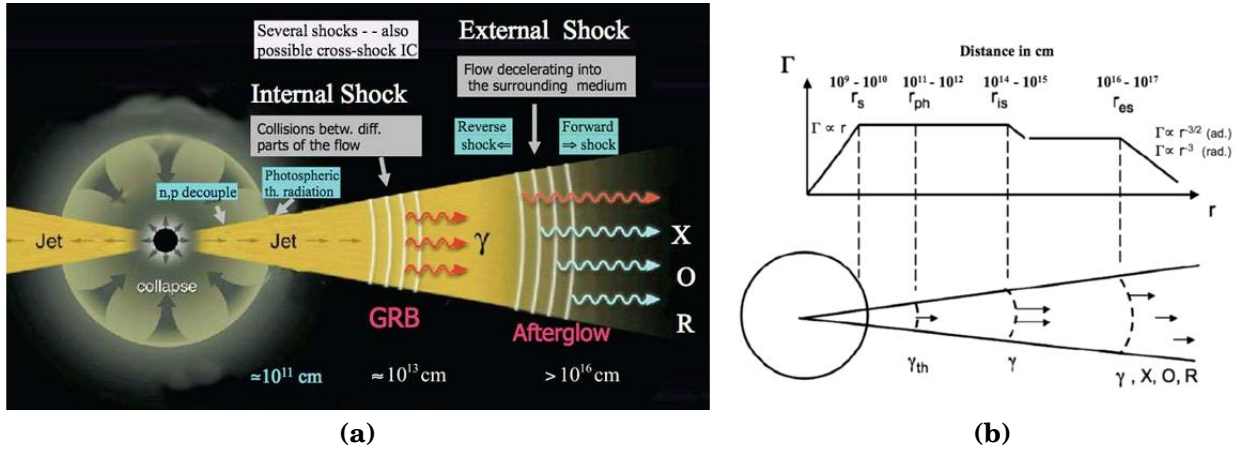 Several shocks - - also
possible cross-shock IC
External Shock
Flow decelerating into
the surrounding medium
Internal Shock
Collisions betw. diff.
parts of the flow
Reverse
shock⇐
Forward
⇒ shock
n,p decouple
Photospheric
th. radiation
Jet
Jet
collapse
γ
X
O
R
GRB
Afterglow
≃10¹¹ cm
≈ 10¹³ cm
> 10¹⁶ cm
(a)
Distance in cm
Γ
10⁹ - 10¹⁰
10¹¹ - 10¹²
10¹⁴ - 10¹⁵
10¹⁶ - 10¹⁷
r_s
r_ph
r_is
r_es
Γ ∝ r
Γ∝ r⁻³/² (ad.)
Γ∝ r⁻³ (rad.)
r
γ_th
γ
γ , X, O, R
(b)